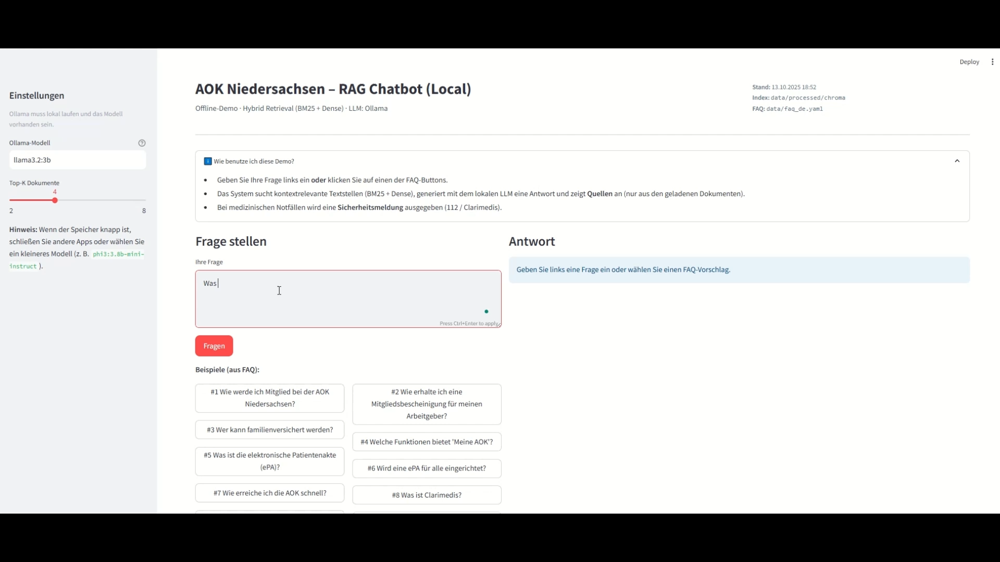 Deploy
Einstellungen
Ollama muss lokal laufen und das Modell
vorhanden sein.
Ollama-Modell
llama3.2:3b
Top-K Dokumente
4
2 8
Hinweis: Wenn der Speicher knapp ist,
schließen Sie andere Apps oder wählen Sie
ein kleineres Modell (z. B. phi3:3.8b-mini-
instruct ).
AOK Niedersachsen – RAG Chatbot (Local)
Offline-Demo · Hybrid Retrieval (BM25 + Dense) · LLM: Ollama
Stand: 13.10.2025 18:52
Index: data/processed/chroma
FAQ: data/faq_de.yaml
Wie benutze ich diese Demo?
• Geben Sie Ihre Frage links ein oder klicken Sie auf einen der FAQ-Buttons.
• Das System sucht kontextrelevante Textstellen (BM25 + Dense), generiert mit dem lokalen LLM eine Antwort und zeigt Quellen an (nur aus den geladenen Dokumenten).
• Bei medizinischen Notfällen wird eine Sicherheitsmeldung ausgegeben (112 / Clarimedis).
Frage stellen
Ihre Frage
Was
Press Ctrl+Enter to apply
Fragen
Beispiele (aus FAQ):
#1 Wie werde ich Mitglied bei der AOK
Niedersachsen?
#2 Wie erhalte ich eine
Mitgliedsbescheinigung für meinen
Arbeitgeber?
#3 Wer kann familienversichert werden?
#4 Welche Funktionen bietet 'Meine AOK'?
#5 Was ist die elektronische Patientenakte
(ePA)?
#6 Wird eine ePA für alle eingerichtet?
#7 Wie erreiche ich die AOK schnell?
#8 Was ist Clarimedis?
Antwort
Geben Sie links eine Frage ein oder wählen Sie einen FAQ-Vorschlag.